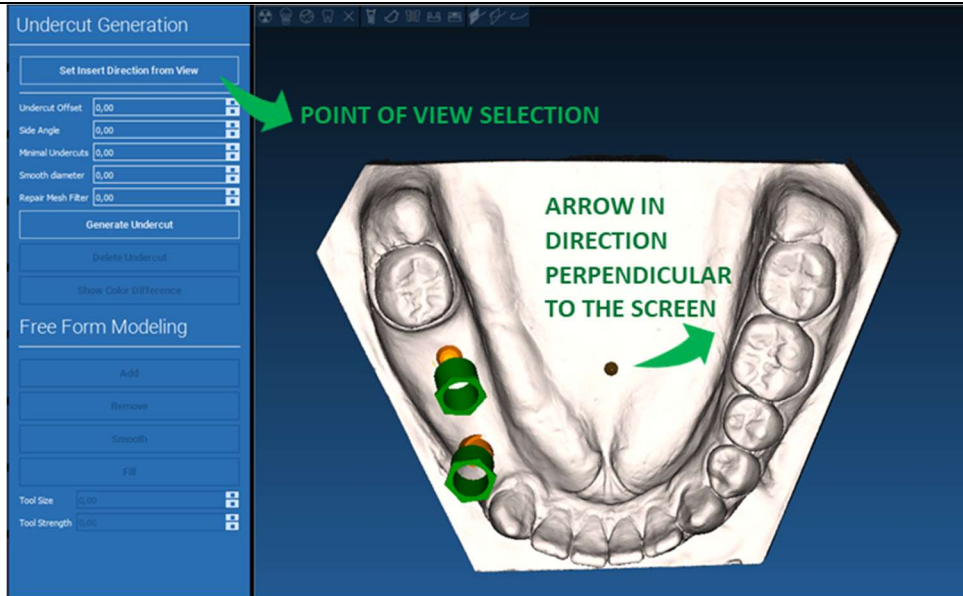 Undercut Generation
Set Insert Direction from View
Undercut Offset 0,00
Side Angle 0,00
Minimal Undercuts 0,00
Smooth diameter 0,00
Repair Mesh Filter 0,00
Generate Undercut
Delete Undercut
Show Color Difference
Free Form Modeling
Add
Remove
Smooth
Fill
Tool Size 0,00
Tool Strength 0,00
POINT OF VIEW SELECTION
ARROW IN
DIRECTION
PERPENDICULAR
TO THE SCREEN